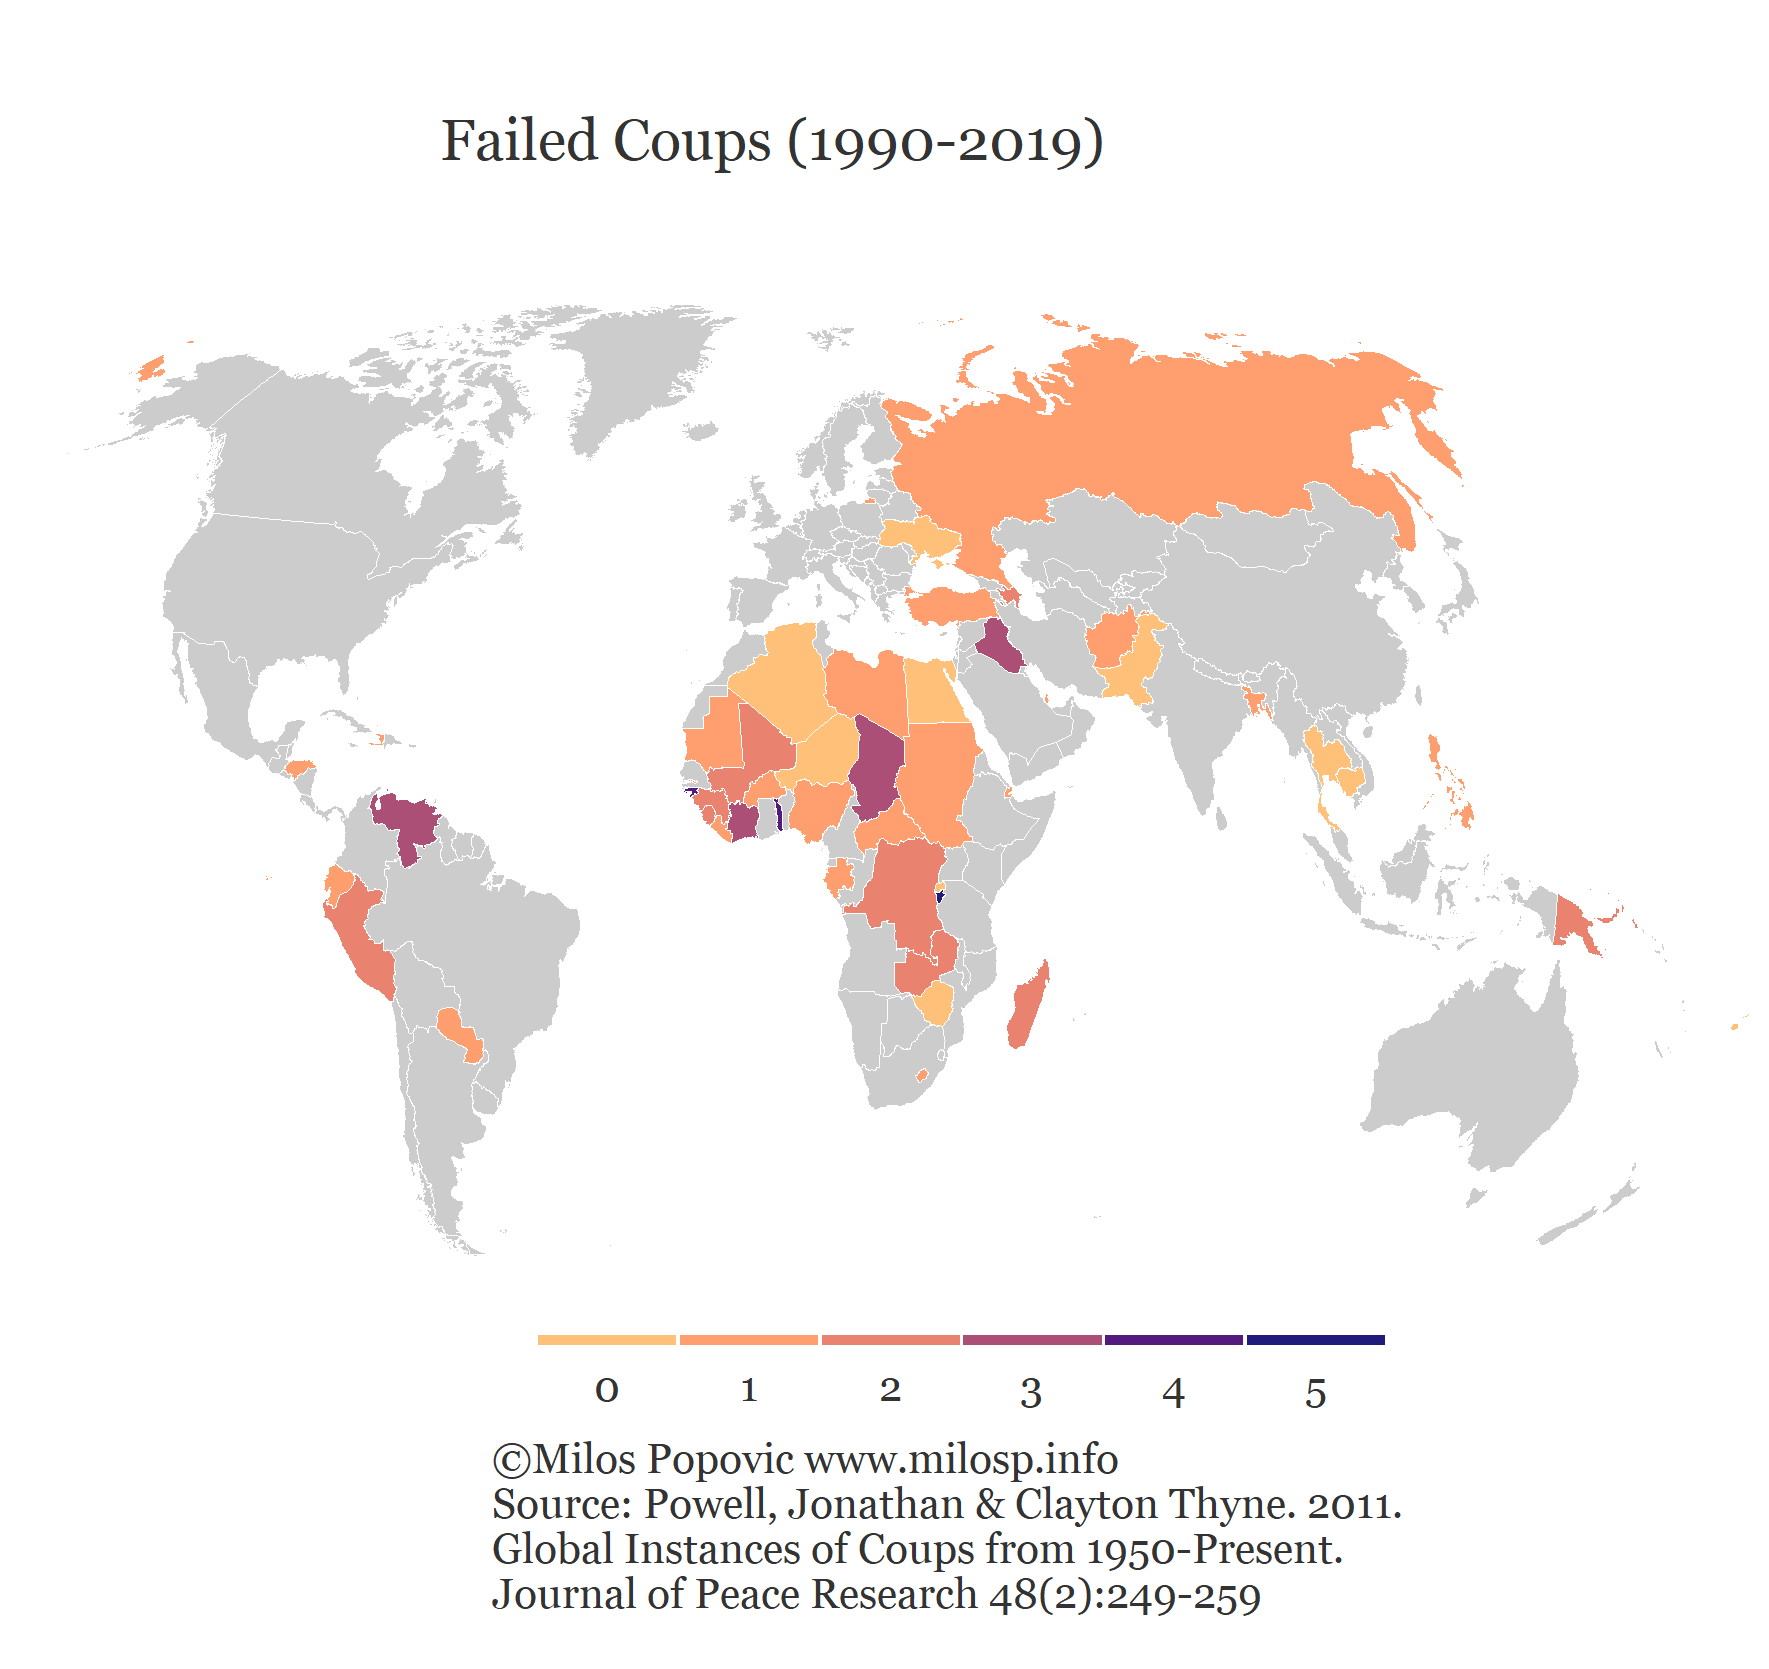 Failed Coups (1990-2019)
0 1 2 3 4 5
©Milos Popovic www.milosp.info
Source: Powell, Jonathan & Clayton Thyne. 2011.
Global Instances of Coups from 1950-Present.
Journal of Peace Research 48(2):249-259